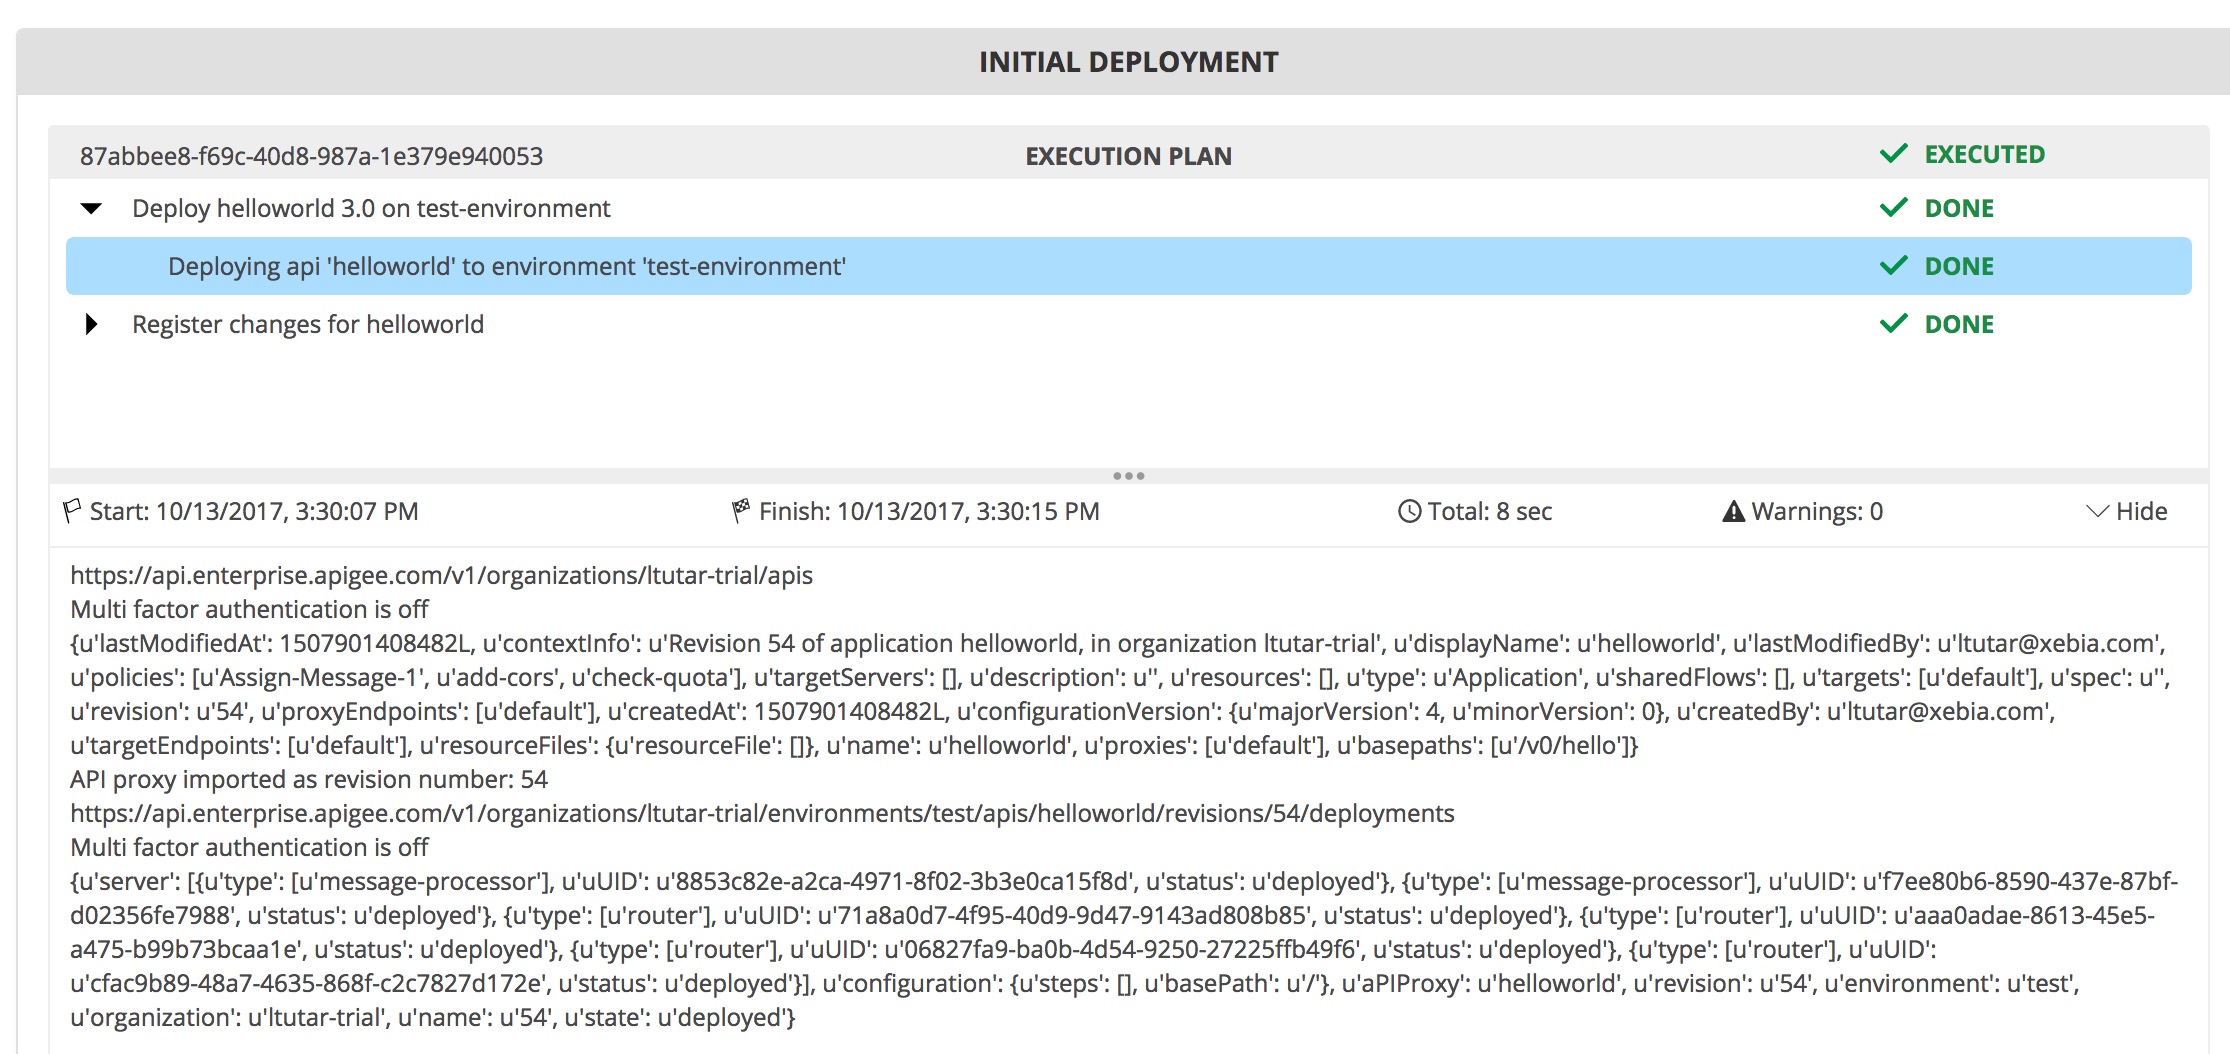 INITIAL DEPLOYMENT
87abbee8-f69c-40d8-987a-1e379e940053 EXECUTION PLAN EXECUTED
Deploy helloworld 3.0 on test-environment DONE
Deploying api 'helloworld' to environment 'test-environment' DONE
Register changes for helloworld DONE
Start: 10/13/2017, 3:30:07 PM Finish: 10/13/2017, 3:30:15 PM Total: 8 sec Warnings: 0 Hide
https://api.enterprise.apigee.com/v1/organizations/ltutar-trial/apis
Multi factor authentication is off
{u'lastModifiedAt': 1507901408482L, u'contextInfo': u'Revision 54 of application helloworld, in organization ltutar-trial', u'displayName': u'helloworld', u'lastModifiedBy': u'ltutar@xebia.com',
u'policies': [u'Assign-Message-1', u'add-cors', u'check-quota'], u'targetServers': [], u'description': u'', u'resources': [], u'type': u'Application', u'sharedFlows': [], u'targets': [u'default'], u'spec': u'',
u'revision': u'54', u'proxyEndpoints': [u'default'], u'createdAt': 1507901408482L, u'configurationVersion': {u'majorVersion': 4, u'minorVersion': 0}, u'createdBy': u'ltutar@xebia.com',
u'targetEndpoints': [u'default'], u'resourceFiles': {u'resourceFile': []}, u'name': u'helloworld', u'proxies': [u'default'], u'basepaths': [u'/v0/hello']}
API proxy imported as revision number: 54
https://api.enterprise.apigee.com/v1/organizations/ltutar-trial/environments/test/apis/helloworld/revisions/54/deployments
Multi factor authentication is off
{u'server': [{u'type': [u'message-processor'], u'uUID': u'8853c82e-a2ca-4971-8f02-3b3e0ca15f8d', u'status': u'deployed'}, {u'type': [u'message-processor'], u'uUID': u'f7ee80b6-8590-437e-87bf-
d02356fe7988', u'status': u'deployed'}, {u'type': [u'router'], u'uUID': u'71a8a0d7-4f95-40d9-9d47-9143ad808b85', u'status': u'deployed'}, {u'type': [u'router'], u'uUID': u'aaa0adae-8613-45e5-
a475-b99b73bcaa1e', u'status': u'deployed'}, {u'type': [u'router'], u'uUID': u'06827fa9-ba0b-4d54-9250-27225ffb49f6', u'status': u'deployed'}, {u'type': [u'router'], u'uUID':
u'cfac9b89-48a7-4635-868f-c2c7827d172e', u'status': u'deployed'}], u'configuration': {u'steps': [], u'basePath': u'/'}, u'aPIProxy': u'helloworld', u'revision': u'54', u'environment': u'test',
u'organization': u'ltutar-trial', u'name': u'54', u'state': u'deployed'}